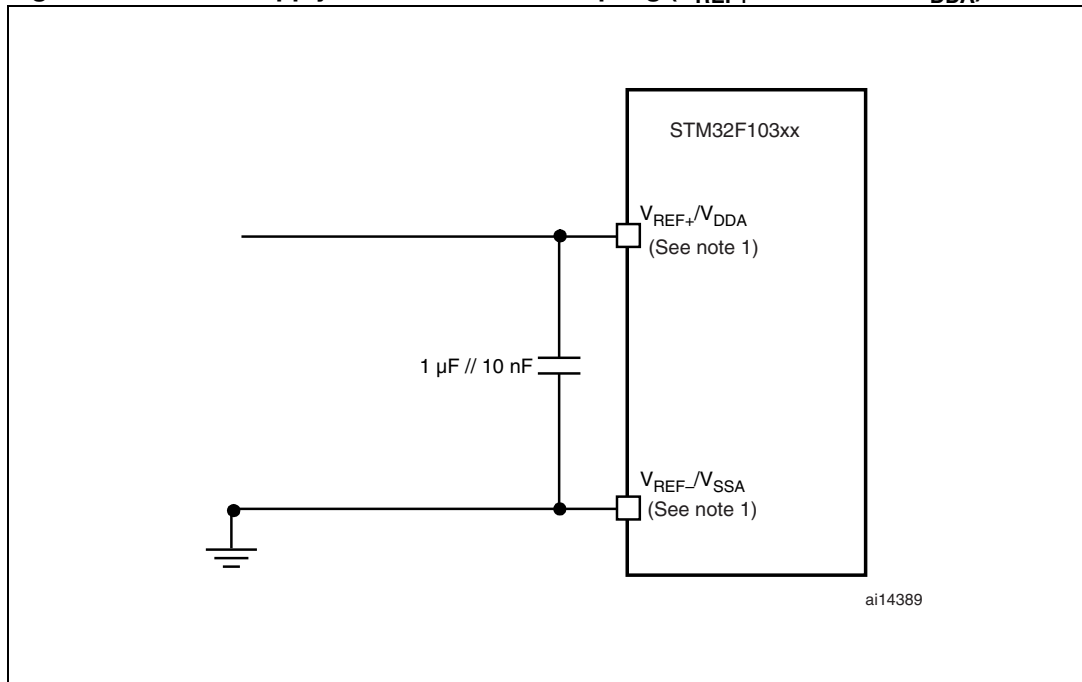 STM32F103xx
VREF+/VDDA
(See note 1)
1 µF // 10 nF
VREF–/VSSA
(See note 1)
ai14389